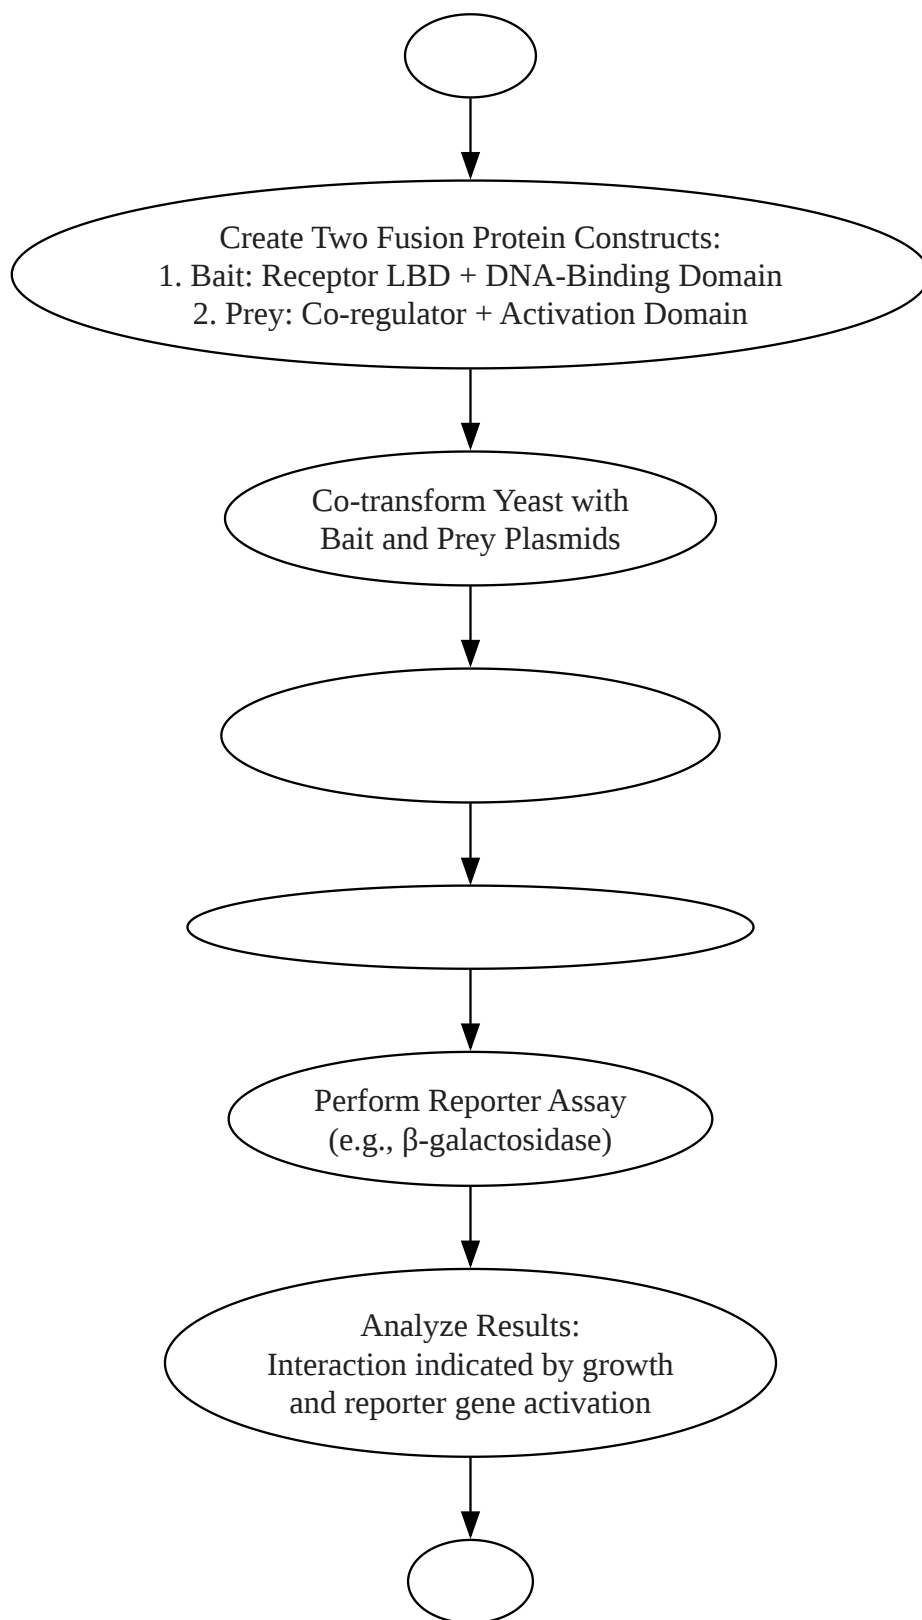 Create Two Fusion Protein Constructs:
1. Bait: Receptor LBD + DNA-Binding Domain
2. Prey: Co-regulator + Activation Domain
Co-transform Yeast with
Bait and Prey Plasmids
Perform Reporter Assay
(e.g., β-galactosidase)
Analyze Results:
Interaction indicated by growth
and reporter gene activation